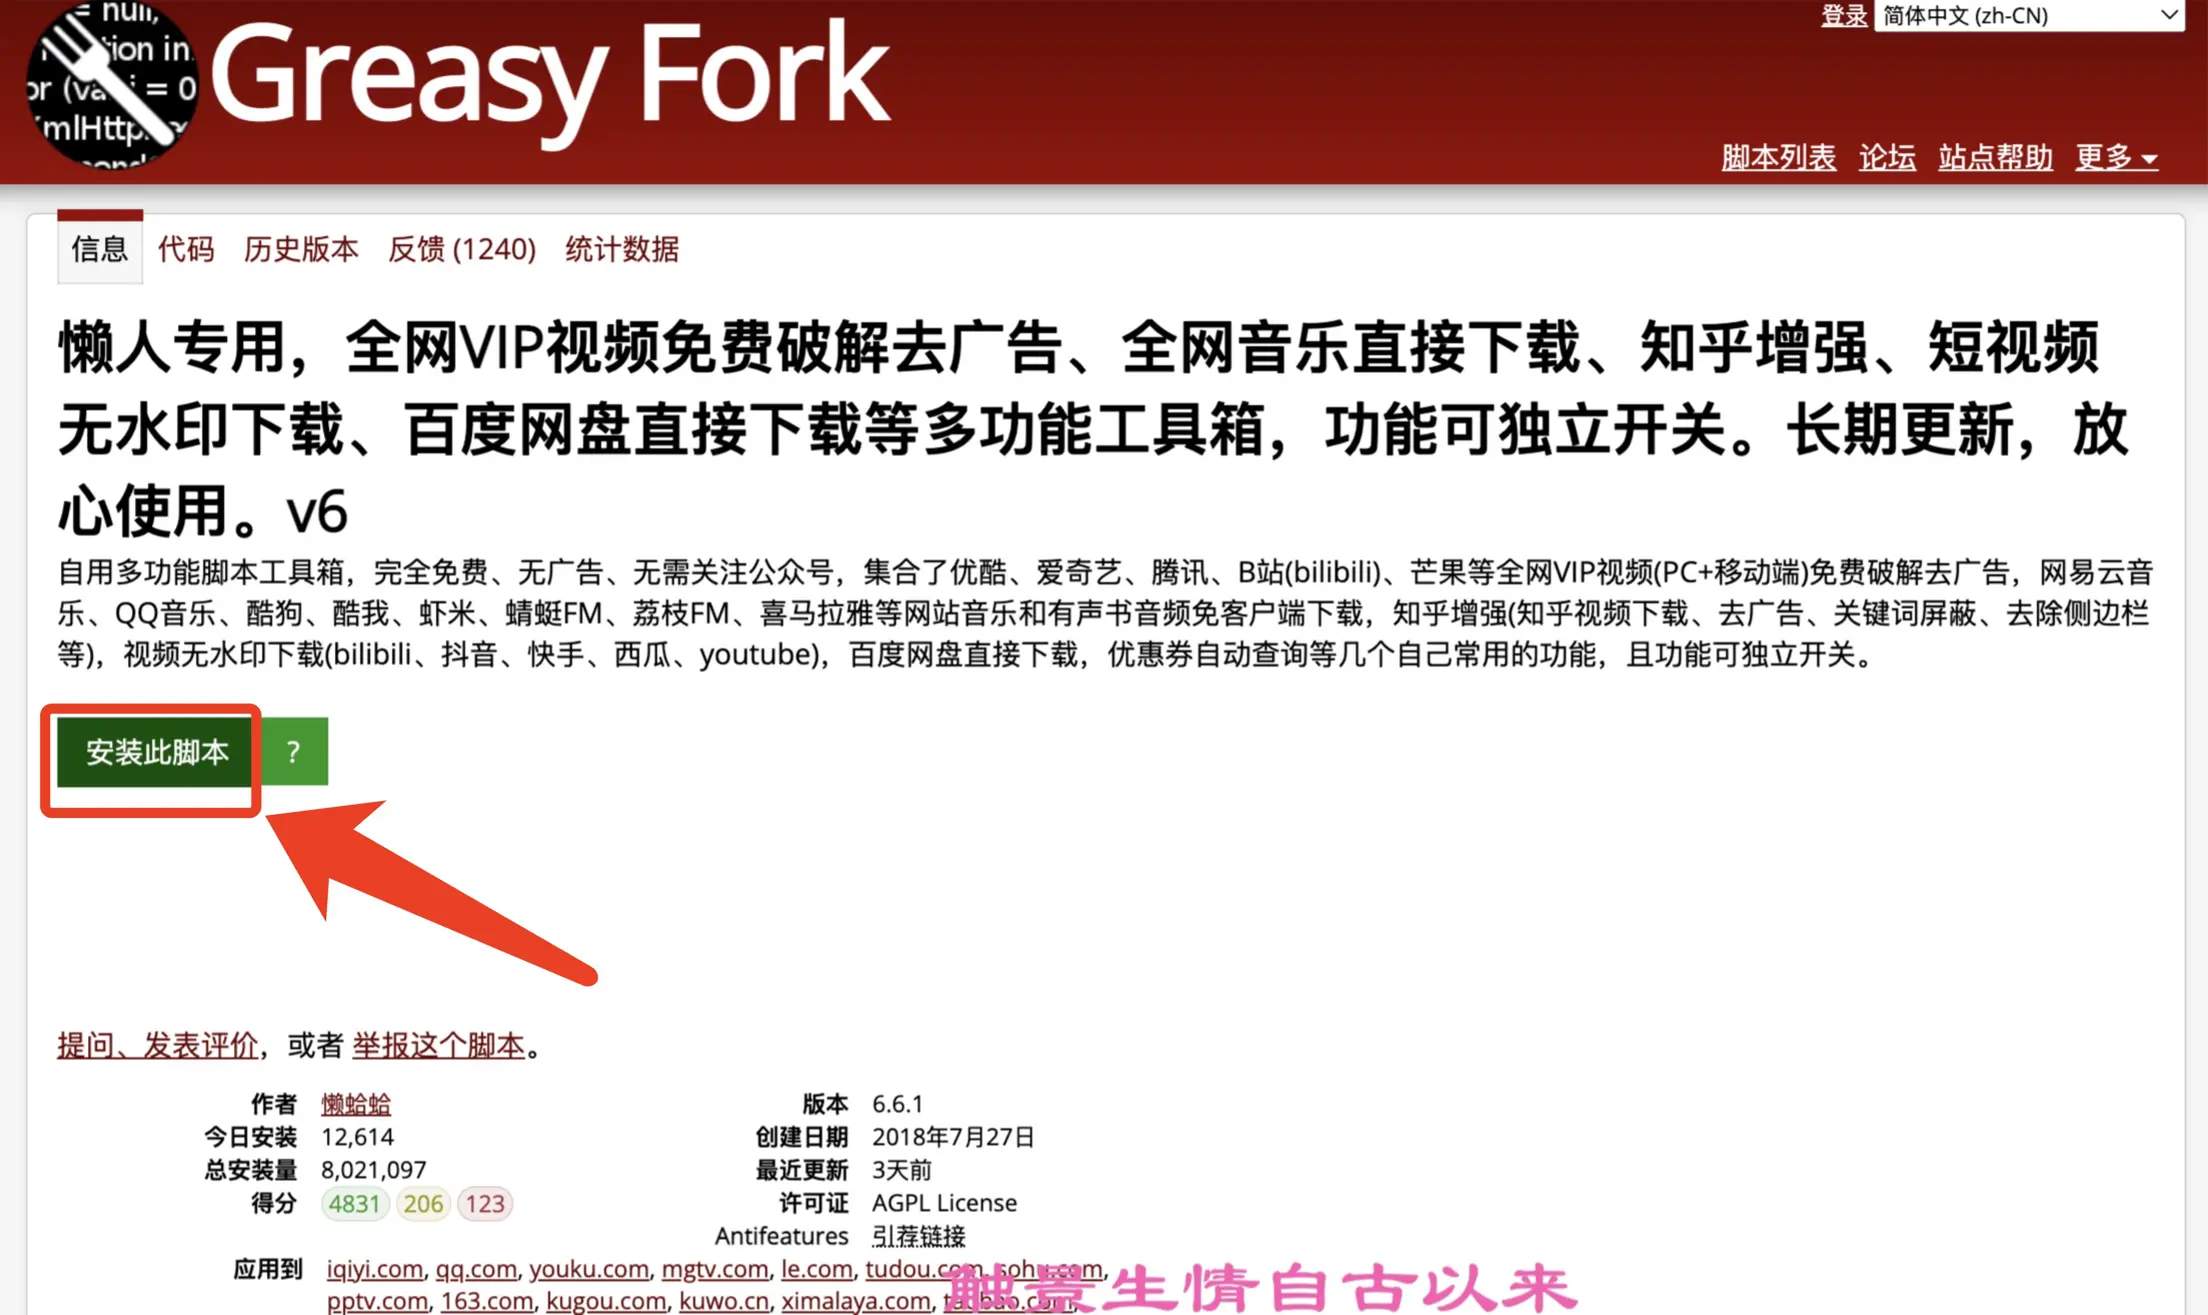 = null,
tion in
or (va
i = 0
mlHttp
Greasy Fork
登录 简体中文 (zh-CN)
脚本列表 论坛 站点帮助 更多
信息 代码 历史版本 反馈 (1240) 统计数据
懒人专用，全网VIP视频免费破解去广告、全网音乐直接下载、知乎增强、短视频
无水印下载、百度网盘直接下载等多功能工具箱，功能可独立开关。长期更新，放
心使用。v6
自用多功能脚本工具箱，完全免费、无广告、无需关注公众号，集合了优酷、爱奇艺、腾讯、B站(bilibili)、芒果等全网VIP视频(PC+移动端)免费破解去广告，网易云音
乐、QQ音乐、酷狗、酷我、虾米、蜻蜓FM、荔枝FM、喜马拉雅等网站音乐和有声书音频免客户端下载，知乎增强(知乎视频下载、去广告、关键词屏蔽、去除侧边栏
等)，视频无水印下载(bilibili、抖音、快手、西瓜、youtube)，百度网盘直接下载，优惠券自动查询等几个自己常用的功能，且功能可独立开关。
安装此脚本 ?
提问、发表评价，或者 举报这个脚本。
作者 懒蛤蛤 版本 6.6.1
今日安装 12,614 创建日期 2018年7月27日
总安装量 8,021,097 最近更新 3天前
得分 4831 206 123 许可证 AGPL License
Antifeatures 引荐链接
应用到 iqiyi.com, qq.com, youku.com, mgtv.com, le.com, tudou.com, sohu.com,
pptv.com, 163.com, kugou.com, kuwo.cn, ximalaya.com, taobao.com,
触景生情自古以来